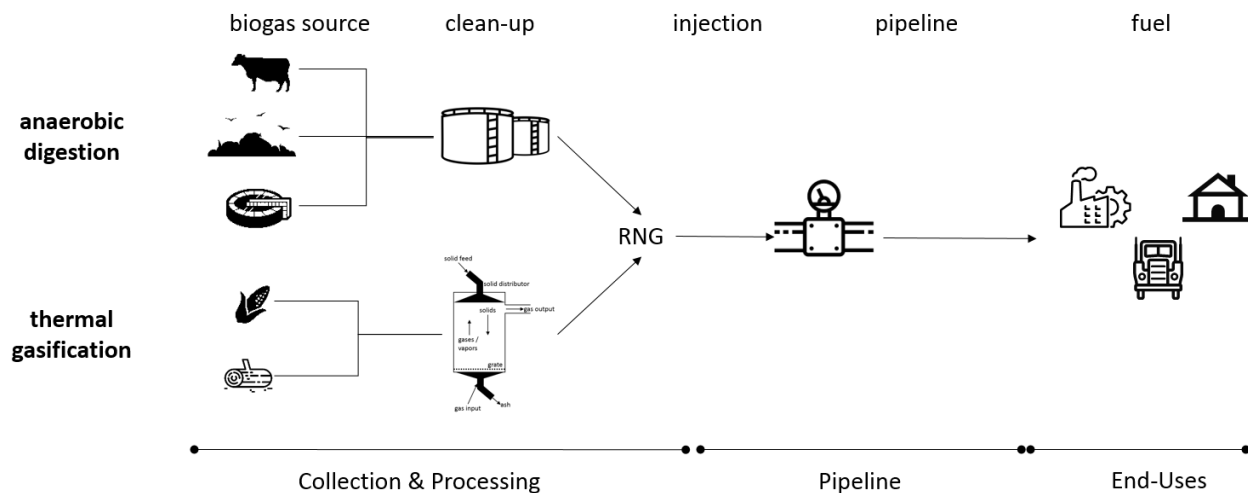 biogas source
clean-up
injection
pipeline
fuel
anaerobic
digestion
RNG
thermal
gasification
solid feed
solid distributor
solids
gas output
gases /
vapors
grate
gas input
ash
Collection & Processing
Pipeline
End-Uses